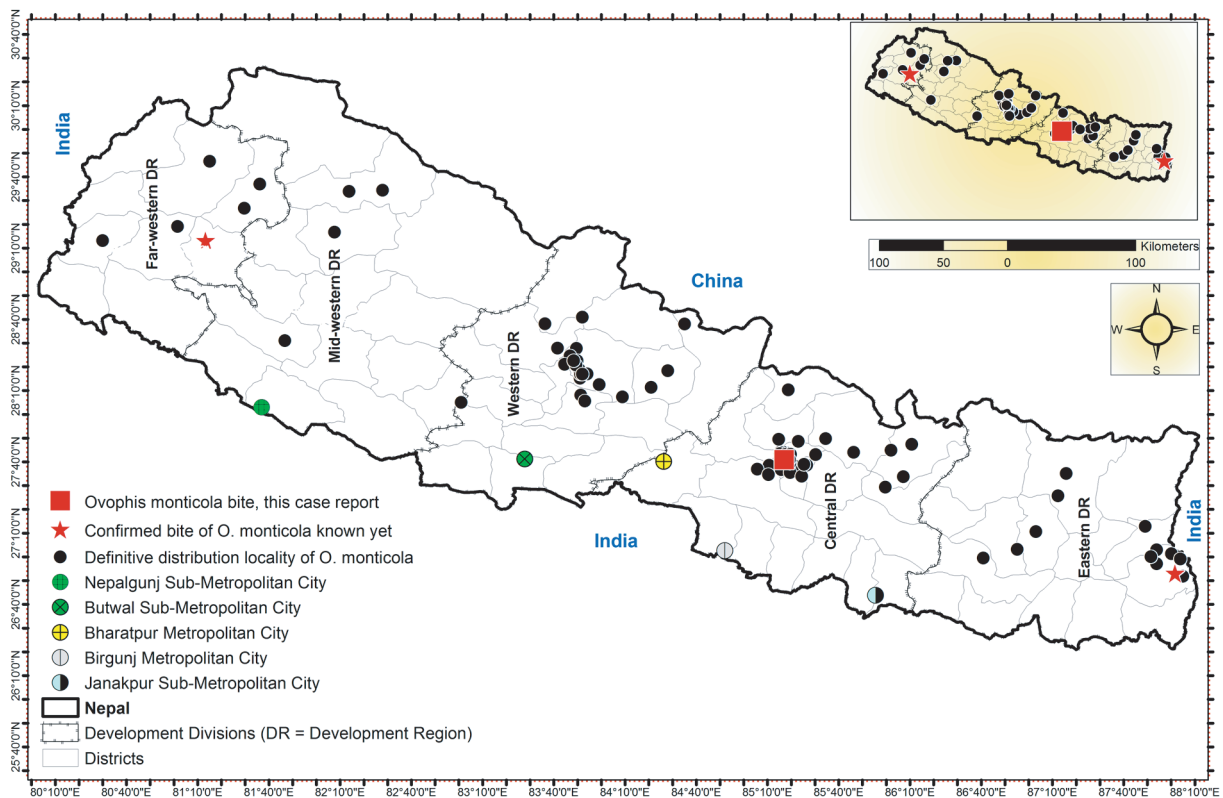 30°40'0"N
30°10'0"N
29°40'0"N
29°10'0"N
28°40'0"N
28°10'0"N
27°40'0"N
27°10'0"N
26°40'0"N
26°10'0"N
25°40'0"N
India
Far-western DR
Mid-western DR
Western DR
China
Central DR
Eastern DR
India
India
Kilometers
100 50 0 100
N
W E
S
Ovophis monticola bite, this case report
Confirmed bite of O. monticola known yet
Definitive distribution locality of O. monticola
Nepalgunj Sub-Metropolitan City
Butwal Sub-Metropolitan City
Bharatpur Metropolitan City
Birgunj Metropolitan City
Janakpur Sub-Metropolitan City
Nepal
Development Divisions (DR = Development Region)
Districts
80°10'0"E 80°40'0"E 81°10'0"E 81°40'0"E 82°10'0"E 82°40'0"E 83°10'0"E 83°40'0"E 84°10'0"E 84°40'0"E 85°10'0"E 85°40'0"E 86°10'0"E 86°40'0"E 87°10'0"E 87°40'0"E 88°10'0"E